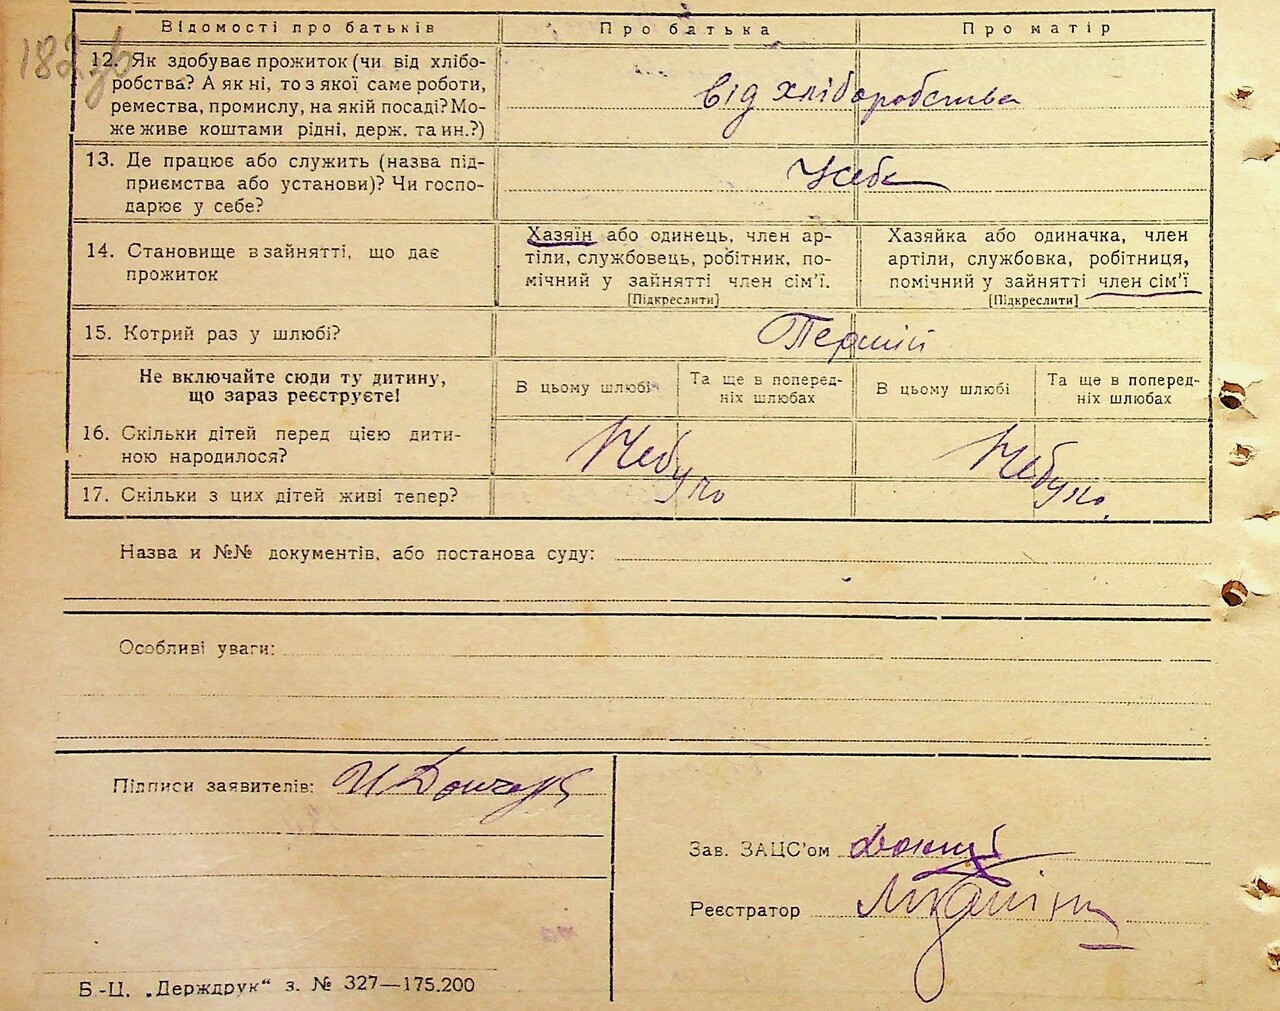 182зв
Відомості про батьків
Про батька
Про матір
12. Як здобуває прожиток (чи від хлібо-
робства? А як ні, то з якої саме роботи,
ремества, промислу, на якій посаді? Мо-
же живе коштами рідні, держ. та ин.?)
від хліборобства
13. Де працює або служить (назва під-
приємства або установи)? Чи госпо-
дарює у себе?
Усебе
14. Становище в зайнятті, що дає
прожиток
Хазяїн або одинець, член ар-
тіли, службовець, робітник, по-
мічний у зайнятті член сім'ї.
[Підкреслити]
Хазяйка або одиначка, член
артіли, службовка, робітниця,
помічний у зайнятті член сім'ї
[Підкреслити]
15. Котрий раз у шлюбі?
Перший
Не включайте сюди ту дитину,
що зараз реєструєте!
В цьому шлюбі
Та ще в поперед-
ніх шлюбах
В цьому шлюбі
Та ще в поперед-
ніх шлюбах
16. Скільки дітей перед цією дити-
ною народилося?
Небуло
Небуло
17. Скільки з цих дітей живі тепер?
Назва и №№ документів, або постанова суду:
Особливі уваги:
Підписи заявителів:
Зав. ЗАЦС'ом
Реєстратор
Б.-Ц. „Держдрук“ з. № 327—175.200